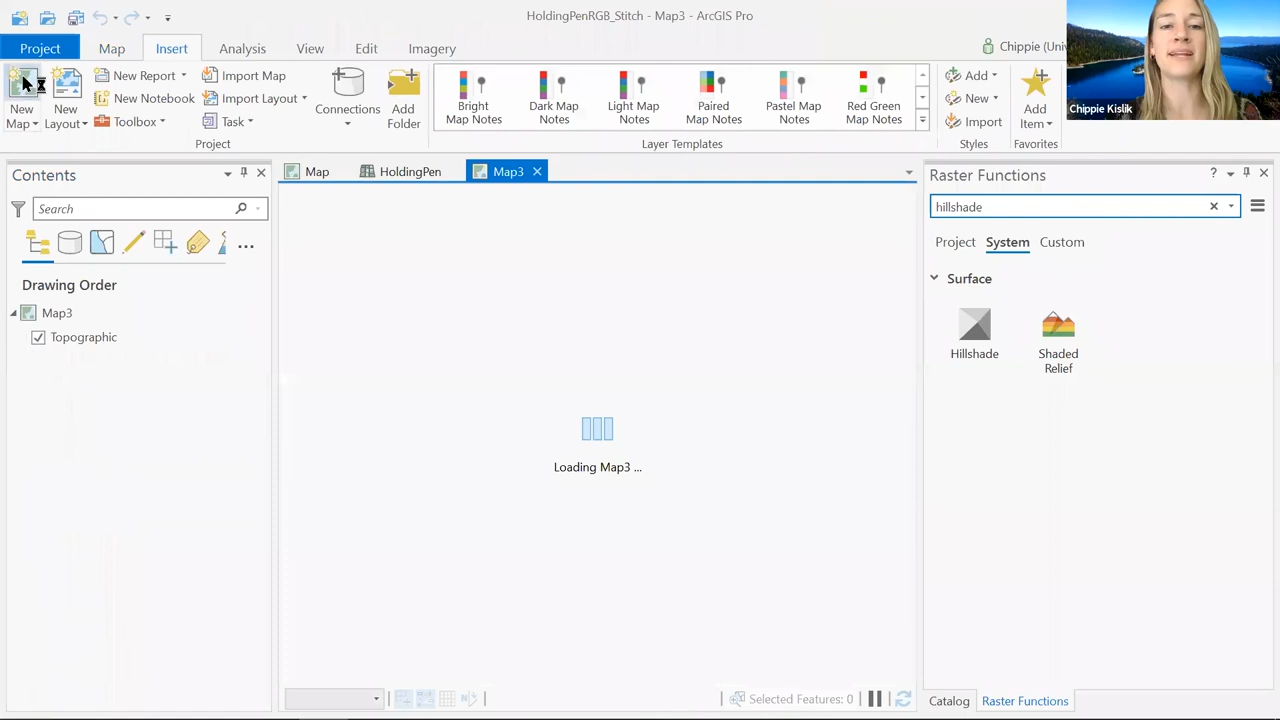 HoldingPenRGB_Stitch - Map3 - ArcGIS Pro
Project
Map
Insert
Analysis
View
Edit
Imagery
Chippie (Uni
Chippie Kislik
New
Map
New
Layout
New Report
New Notebook
Toolbox
Import Map
Import Layout
Task
Project
Connections
Add
Folder
Bright
Map Notes
Dark Map
Notes
Light Map
Notes
Paired
Map Notes
Pastel Map
Notes
Red Green
Map Notes
Layer Templates
Add
New
Import
Styles
Add
Item
Favorites
Contents
Search
Drawing Order
Map3
Topographic
Map
HoldingPen
Map3
Loading Map3 ...
Selected Features: 0
Raster Functions
?
hillshade
Project
System
Custom
Surface
Hillshade
Shaded
Relief
Catalog
Raster Functions